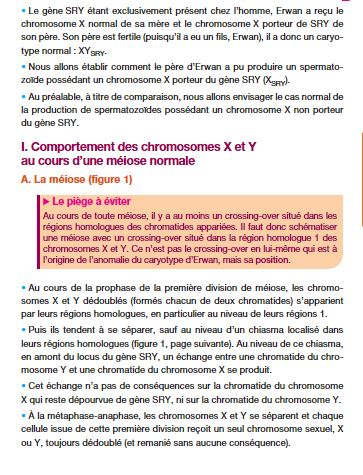 • Le gène SRY étant exclusivement présent chez l'homme, Erwan a reçu le
chromosome X normal de sa mère et le chromosome X porteur de SRY de
son père. Son père est fertile (puisqu'il a eu un fils, Erwan), il a donc un caryo-
type normal : XYSRY.
• Nous allons établir comment le père d'Erwan a pu produire un spermato-
zoïde possédant un chromosome X porteur du gène SRY (XSRY).
• Au préalable, à titre de comparaison, nous allons envisager le cas normal de
la production de spermatozoïdes possédant un chromosome X non porteur
du gène SRY.
I. Comportement des chromosomes X et Y
au cours d'une méiose normale
A. La méiose (figure 1)
▶ Le piège à éviter
Au cours de toute méiose, il y a au moins un crossing-over situé dans les
régions homologues des chromatides appariées. Il faut donc schématiser
une méiose avec un crossing-over situé dans la région homologue 1 des
chromosomes X et Y. Ce n'est pas le crossing-over en lui-même qui est à
l'origine de l'anomalie du caryotype d'Erwan, mais sa position.
• Au cours de la prophase de la première division de méiose, les chromo-
somes X et Y dédoublés (formés chacun de deux chromatides) s'apparient
par leurs régions homologues, en particulier au niveau de leurs régions 1.
• Puis ils tendent à se séparer, sauf au niveau d'un chiasma localisé dans
leurs régions homologues (figure 1, page suivante). Au niveau de ce chiasma,
en amont du locus du gène SRY, un échange entre une chromatide du chro-
mosome Y et une chromatide du chromosome X se produit.
• Cet échange n'a pas de conséquences sur la chromatide du chromosome
X qui reste dépourvue de gène SRY, ni sur la chromatide du chromosome Y.
• À la métaphase-anaphase, les chromosomes X et Y se séparent et chaque
cellule issue de cette première division reçoit un seul chromosome sexuel, X
ou Y, toujours dédoublé (et remanié sans aucune conséquence).